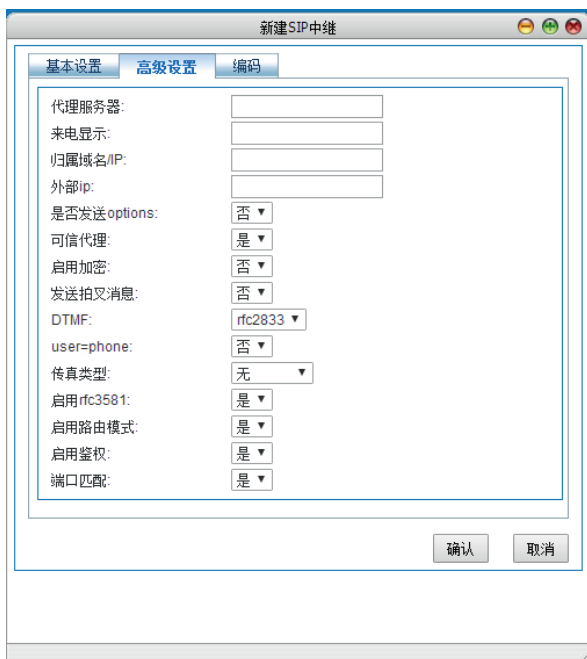 新建SIP中继
基本设置 高级设置 编码
代理服务器:
来电显示:
归属域名/IP:
外部ip:
是否发送options: 否
可信代理: 是
启用加密: 否
发送拍叉消息: 否
DTMF: rfc2833
user=phone: 否
传真类型: 无
启用rfc3581: 是
启用路由模式: 是
启用鉴权: 是
端口匹配: 是
确认 取消